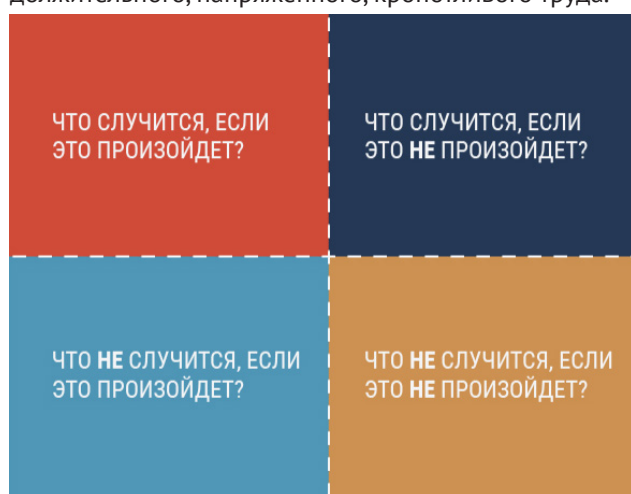 должительного, напряженного, кропотливого труда.
ЧТО СЛУЧИТСЯ, ЕСЛИ
ЭТО ПРОИЗОЙДЕТ?
ЧТО СЛУЧИТСЯ, ЕСЛИ
ЭТО НЕ ПРОИЗОЙДЕТ?
ЧТО НЕ СЛУЧИТСЯ, ЕСЛИ
ЭТО ПРОИЗОЙДЕТ?
ЧТО НЕ СЛУЧИТСЯ, ЕСЛИ
ЭТО НЕ ПРОИЗОЙДЕТ?